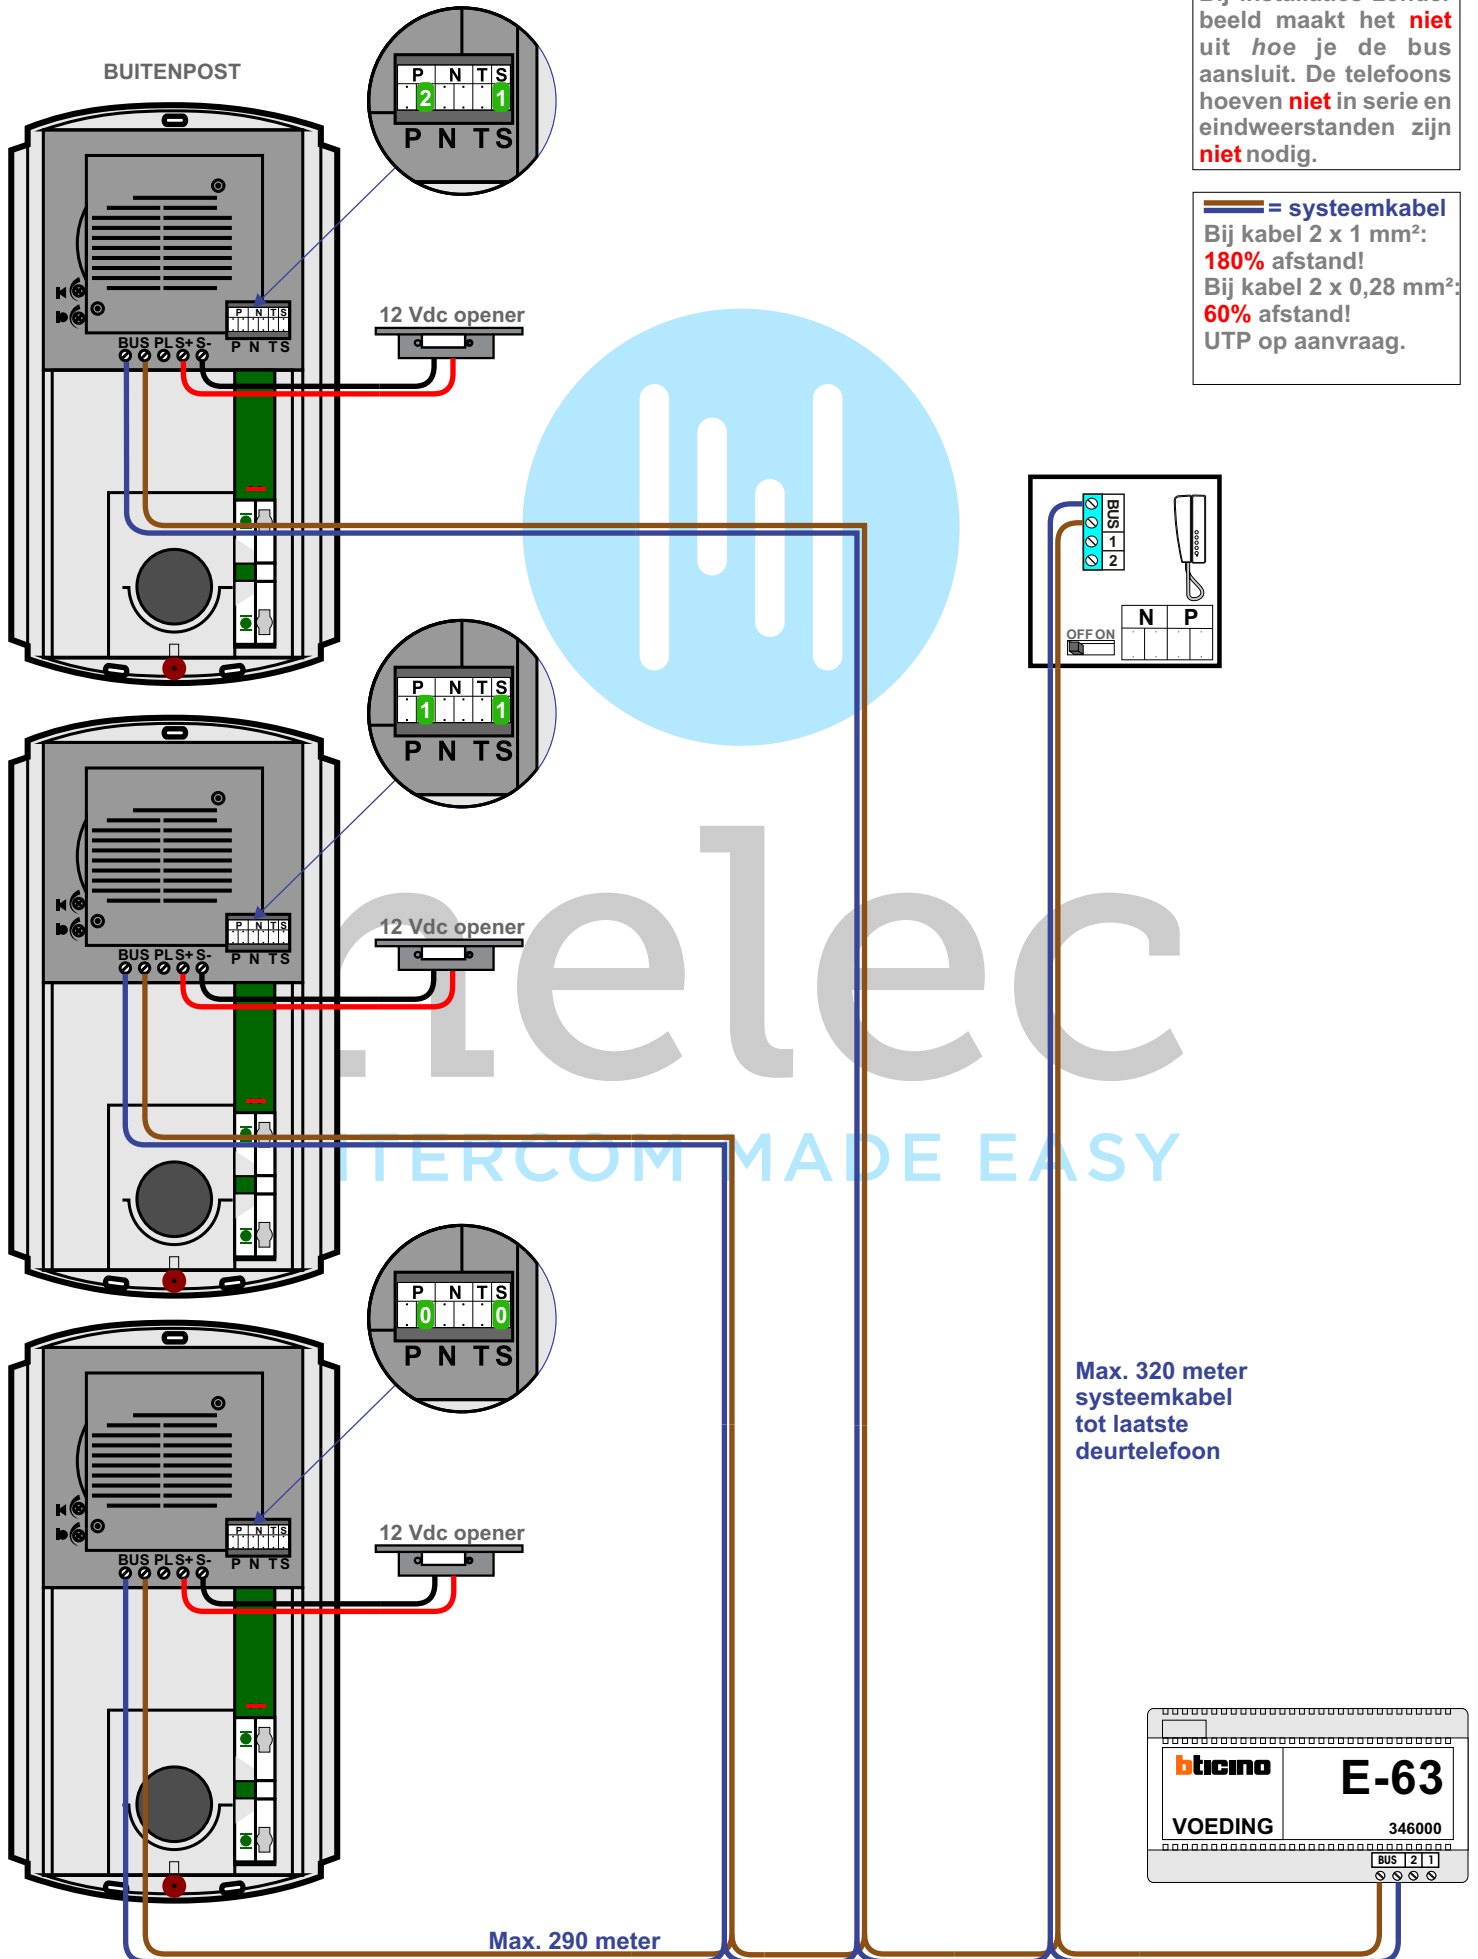 beeld maakt het niet
uit hoe je de bus
aansluit. De telefoons
hoeven niet in serie en
eindweerstanden zijn
niet nodig.
= systeemkabel
Bij kabel 2 x 1 mm²:
180% afstand!
Bij kabel 2 x 0,28 mm²:
60% afstand!
UTP op aanvraag.
BUITENPOST
P N T S
2 1
P N T S
P N T S
BUS PL S+ S- P N T S
12 Vdc opener
BUS
1
2
N P
OFF ON
P N T S
1 1
P N T S
P N T S
BUS PL S+ S- P N T S
12 Vdc opener
nelec
INTERCOM MADE EASY
P N T S
0 0
P N T S
P N T S
BUS PL S+ S- P N T S
12 Vdc opener
Max. 320 meter
systeemkabel
tot laatste
deurtelefoon
bticino
E-63
VOEDING 346000
BUS 2 1
Max. 290 meter